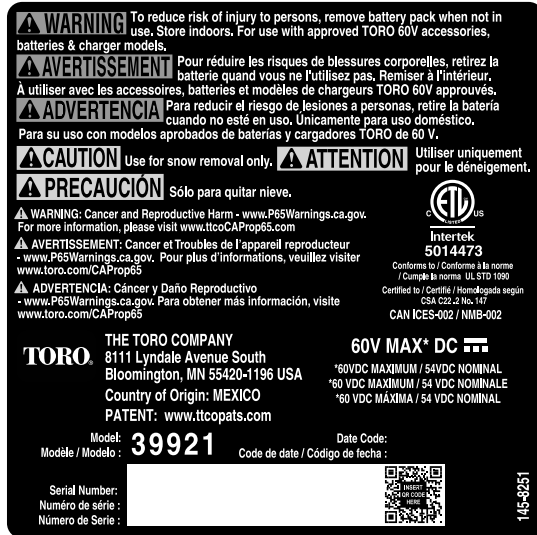 WARNING To reduce risk of injury to persons, remove battery pack when not in
use. Store indoors. For use with approved TORO 60V accessories,
batteries & charger models.
AVERTISSEMENT Pour réduire les risques de blessures corporelles, retirez la
batterie quand vous ne l'utilisez pas. Remiser à l'intérieur.
À utiliser avec les accessoires, batteries et modèles de chargeurs TORO 60V approuvés.
ADVERTENCIA Para reducir el riesgo de lesiones a personas, retire la batería
cuando no esté en uso. Únicamente para uso doméstico.
Para su uso con modelos aprobados de baterías y cargadores TORO de 60 V.
CAUTION Use for snow removal only. ATTENTION Utiliser uniquement
pour le déneigement.
PRECAUCIÓN Sólo para quitar nieve.
WARNING: Cancer and Reproductive Harm - www.P65Warnings.ca.gov.
For more information, please visit www.ttcoCAProp65.com
AVERTISSEMENT: Cancer et Troubles de l'appareil reproducteur
- www.P65Warnings.ca.gov. Pour plus d'informations, veuillez visiter
www.toro.com/CAProp65
ADVERTENCIA: Cáncer y Daño Reproductivo
- www.P65Warnings.ca.gov. Para obtener más información, visite
www.toro.com/CAProp65
C ETL US
LISTED
Intertek
5014473
Conforms to / Conforme à la norme
/ Cumple la norma UL STD 1090
Certified to / Certifié / Homologada según
CSA C22 .2 No. 147
CAN ICES-002 / NMB-002
TORO
THE TORO COMPANY
8111 Lyndale Avenue South
Bloomington, MN 55420-1196 USA
Country of Origin: MEXICO
PATENT: www.ttcopats.com
60V MAX* DC
*60VDC MAXIMUM / 54VDC NOMINAL
*60 VDC MAXIMUM / 54 VDC NOMINALE
*60 VDC MÁXIMA / 54 VDC NOMINAL
Model:
Modèle / Modelo : 39921
Date Code:
Code de date / Código de fecha :
Serial Number:
Numéro de série :
Número de Serie :
INSERT
QR CODE
HERE
145-8251